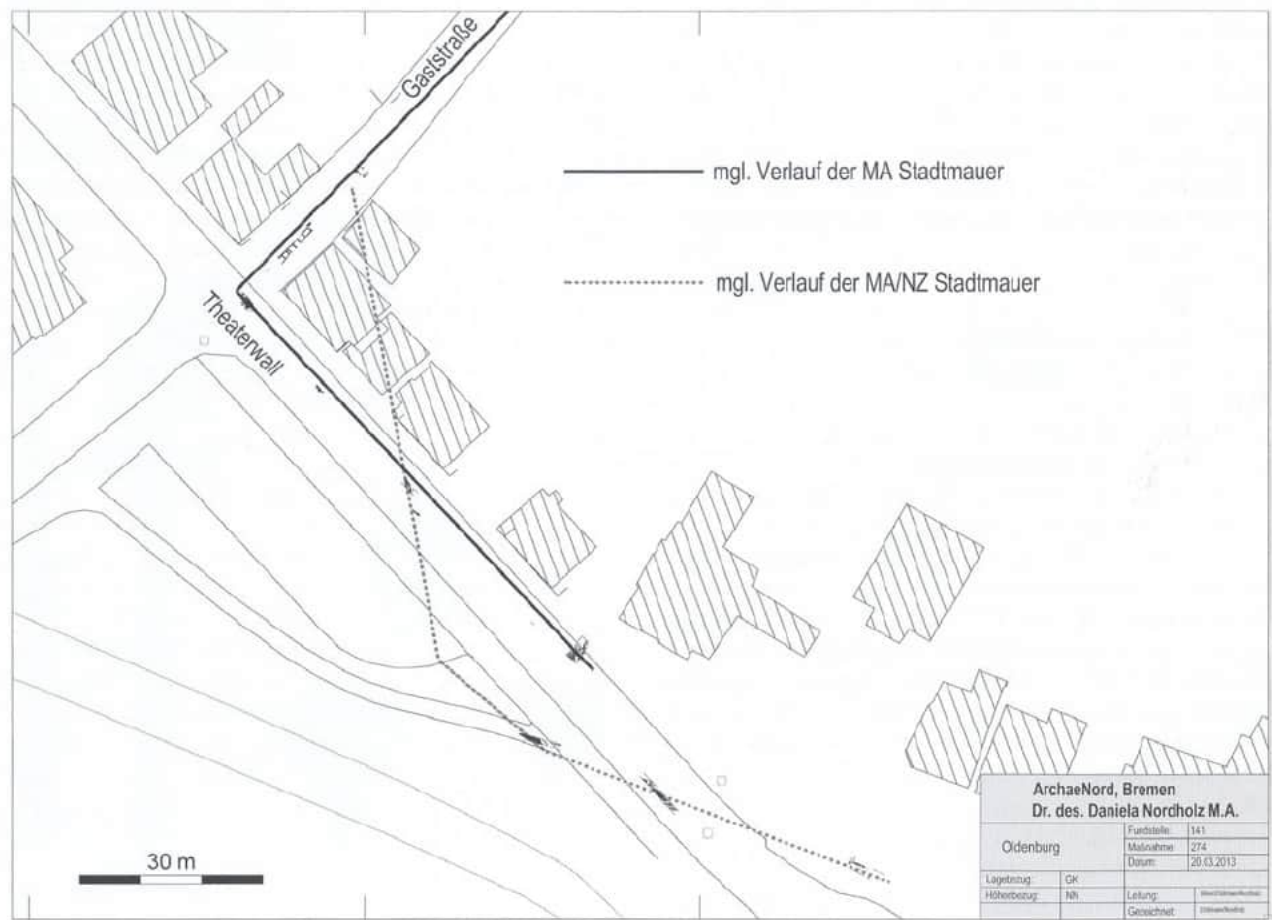 Gaststraße
mgl. Verlauf der MA Stadtmauer
mgl. Verlauf der MA/NZ Stadtmauer
Theaterwall
30 m
ArchaeNord, Bremen
Dr. des. Daniela Nordholz M.A.
Oldenburg
Fundstelle: 141
Maßnahme 274
Datum: 20.03.2013
Lagebezug: GK
Höhenbezug: NN Leitung:
Gezeichnet: